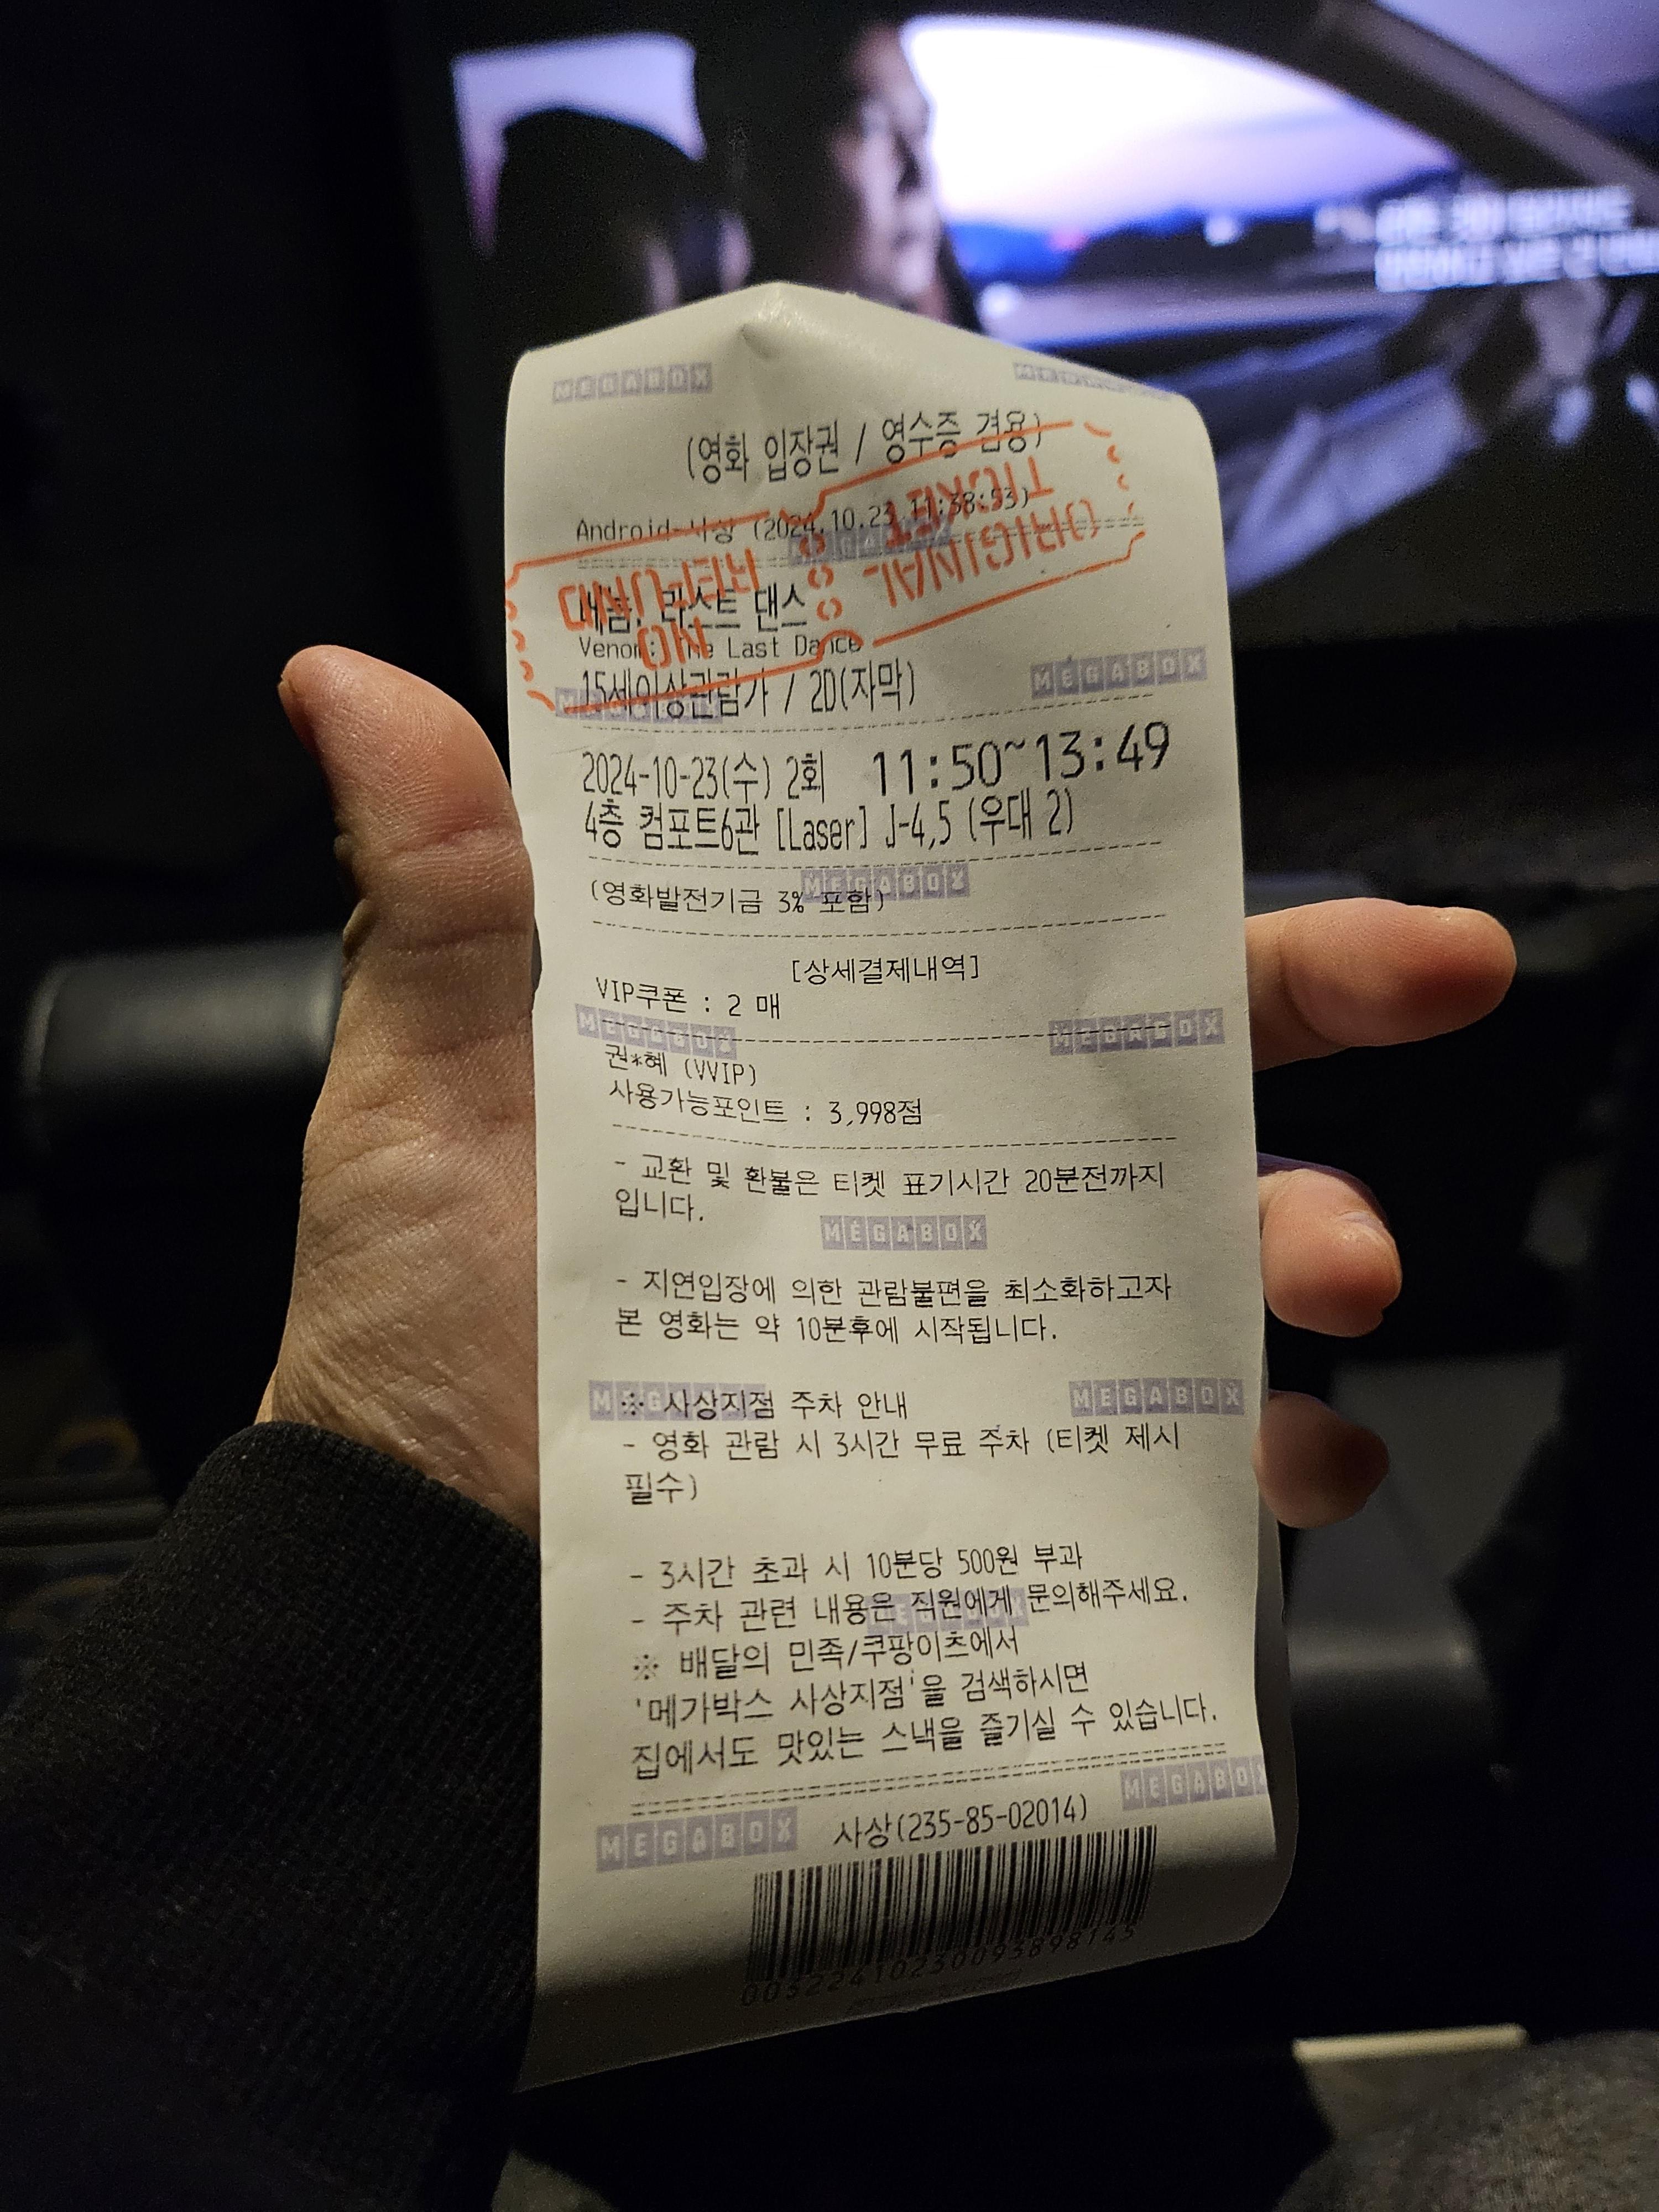 MEGABOX MEGABOX
(영화 입장권 / 영수증 겸용)
Android-사상 (2024.10.23 11:38:53)
ORIGINAL TICKET
NO REFUND
MEGABOX
베놈: 라스트 댄스
Venom: The Last Dance
15세이상관람가 / 2D(자막)
MEGABOX MEGABOX
2024-10-23(수) 2회 11:50~13:49
4층 컴포트6관 [Laser] J-4,5 (우대 2)
MEGABOX
(영화발전기금 3% 포함)
[상세결제내역]
VIP쿠폰 : 2 매
MEGABOX MEGABOX
권*혜 (VVIP)
사용가능포인트 : 3,998점
- 교환 및 환불은 티켓 표기시간 20분전까지
입니다.
MEGABOX
- 지연입장에 의한 관람불편을 최소화하고자
본 영화는 약 10분후에 시작됩니다.
MEGABOX MEGABOX
※ 사상지점 주차 안내
- 영화 관람 시 3시간 무료 주차 (티켓 제시
필수)
- 3시간 초과 시 10분당 500원 부과
- 주차 관련 내용은 직원에게 문의해주세요.
MEGABOX
※ 배달의 민족/쿠팡이츠에서
'메가박스 사상지점'을 검색하시면
집에서도 맛있는 스낵을 즐기실 수 있습니다.
MEGABOX MEGABOX
사상(235-85-02014)
00522410230093898145